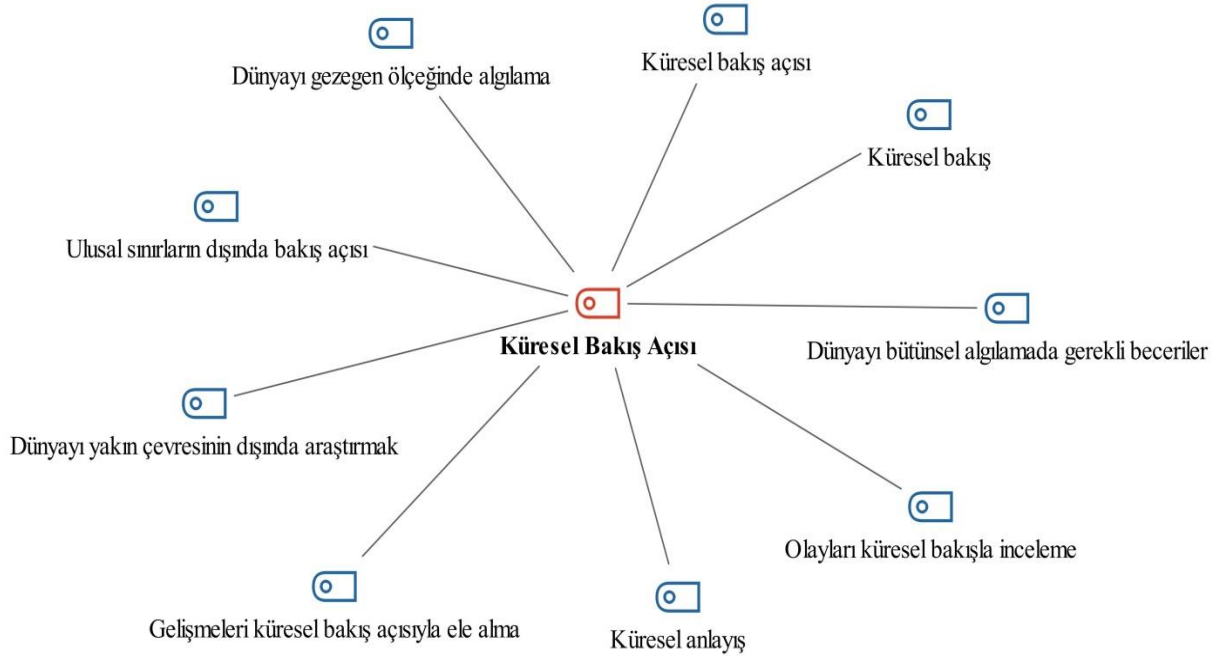 Küresel bakış açısı
Dünyayı gezegen ölçeğinde algılama
Küresel bakış
Ulusal sınırların dışında bakış açısı
Küresel Bakış Açısı
Dünyayı bütünsel algılamada gerekli beceriler
Dünyayı yakın çevresinin dışında araştırmak
Olayları küresel bakışla inceleme
Gelişmeleri küresel bakış açısıyla ele alma
Küresel anlayış